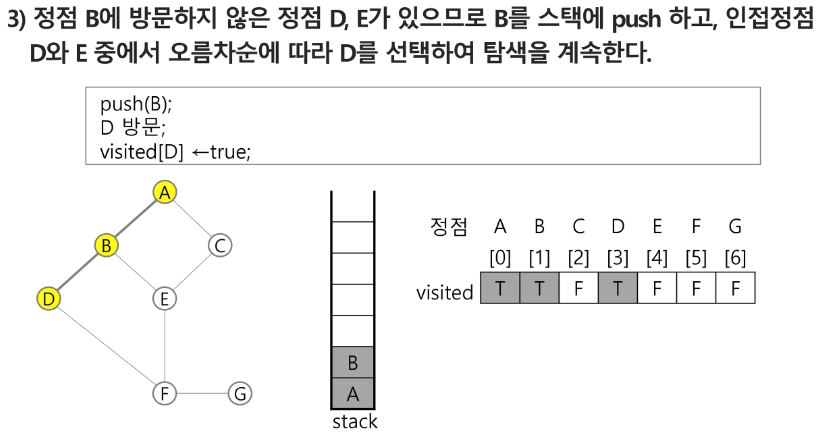 3) 정점 B에 방문하지 않은 정점 D, E가 있으므로 B를 스택에 push 하고, 인접정점
D와 E 중에서 오름차순에 따라 D를 선택하여 탐색을 계속한다.
push(B);
D 방문;
visited[D] ←true;
A
B
C
D
E
F
G
B
A
stack
정점 A B C D E F G
[0] [1] [2] [3] [4] [5] [6]
visited T T F T F F F